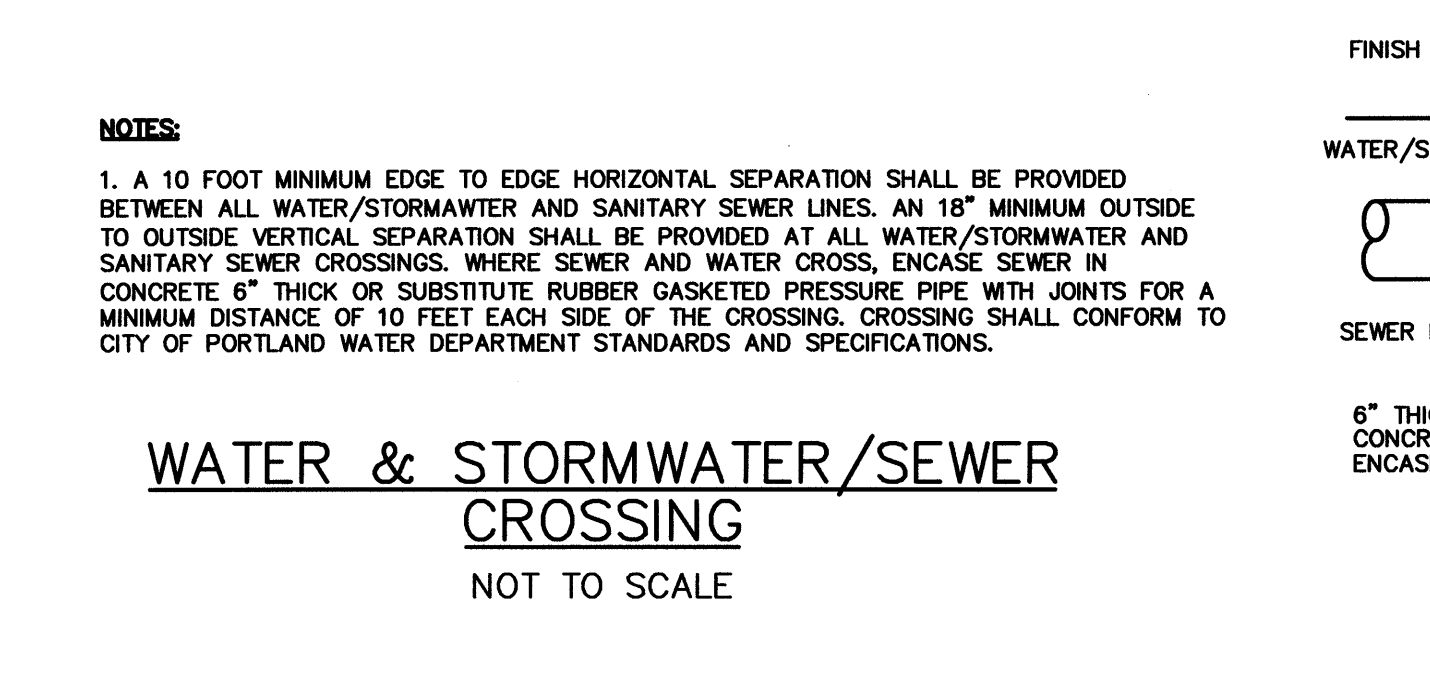 NOTES:
1. A 10 FOOT MINIMUM EDGE TO EDGE HORIZONTAL SEPARATION SHALL BE PROVIDED
BETWEEN ALL WATER/STORMAWTER AND SANITARY SEWER LINES. AN 18" MINIMUM OUTSIDE
TO OUTSIDE VERTICAL SEPARATION SHALL BE PROVIDED AT ALL WATER/STORMWATER AND
SANITARY SEWER CROSSINGS. WHERE SEWER AND WATER CROSS, ENCASE SEWER IN
CONCRETE 6" THICK OR SUBSTITUTE RUBBER GASKETED PRESSURE PIPE WITH JOINTS FOR A
MINIMUM DISTANCE OF 10 FEET EACH SIDE OF THE CROSSING. CROSSING SHALL CONFORM TO
CITY OF PORTLAND WATER DEPARTMENT STANDARDS AND SPECIFICATIONS.
WATER & STORMWATER/SEWER
CROSSING
NOT TO SCALE
FINISH
WATER/S
SEWER
6" THI
CONCR
ENCAS